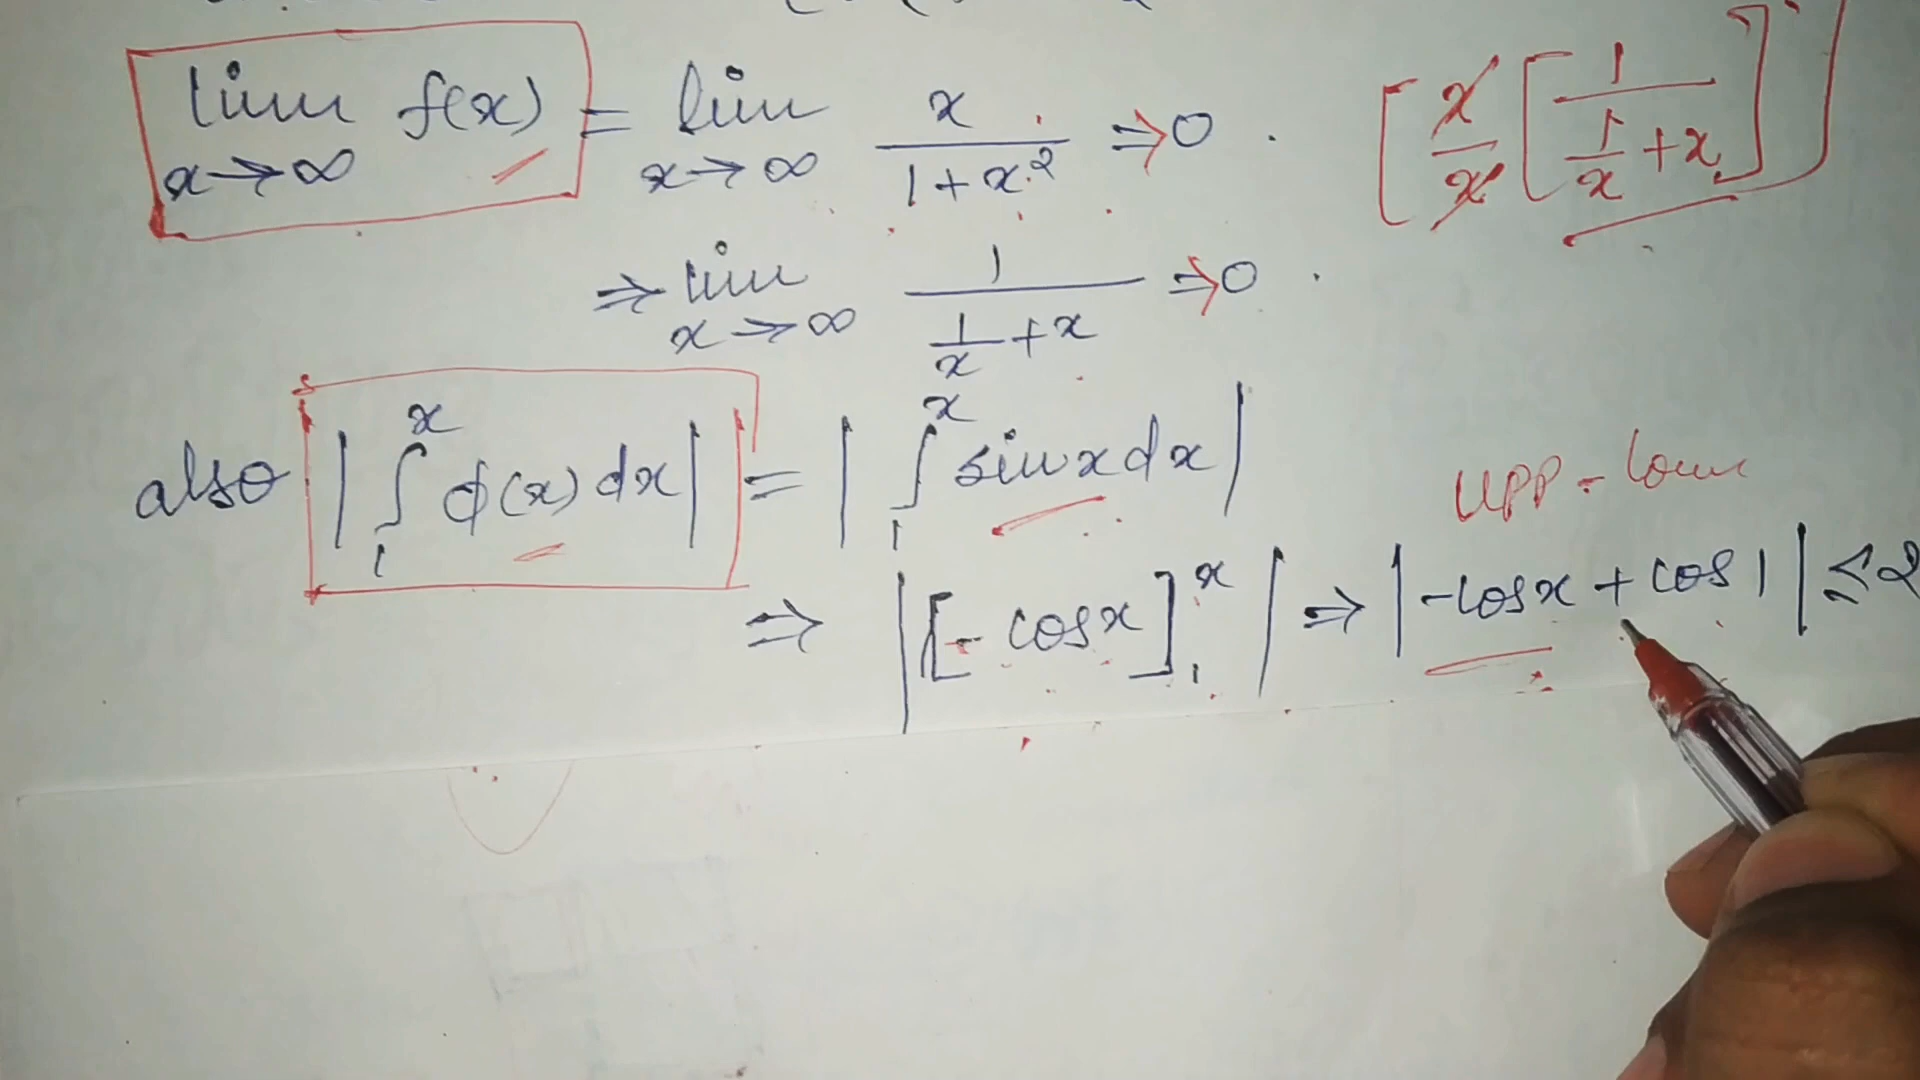 lim f(x) = lim x/(1+x²) ⇒ 0 . [x/x [1/(1/x + x)]]
x→∞ x→∞
⇒ lim 1/(1/x + x) ⇒ 0 .
x→∞
also |∫₁ˣ φ(x) dx| = |∫₁ˣ sin x dx|
UPP - Low
⇒ |[- cos x]₁ˣ| ⇒ |-cos x + cos 1| ≤ 2